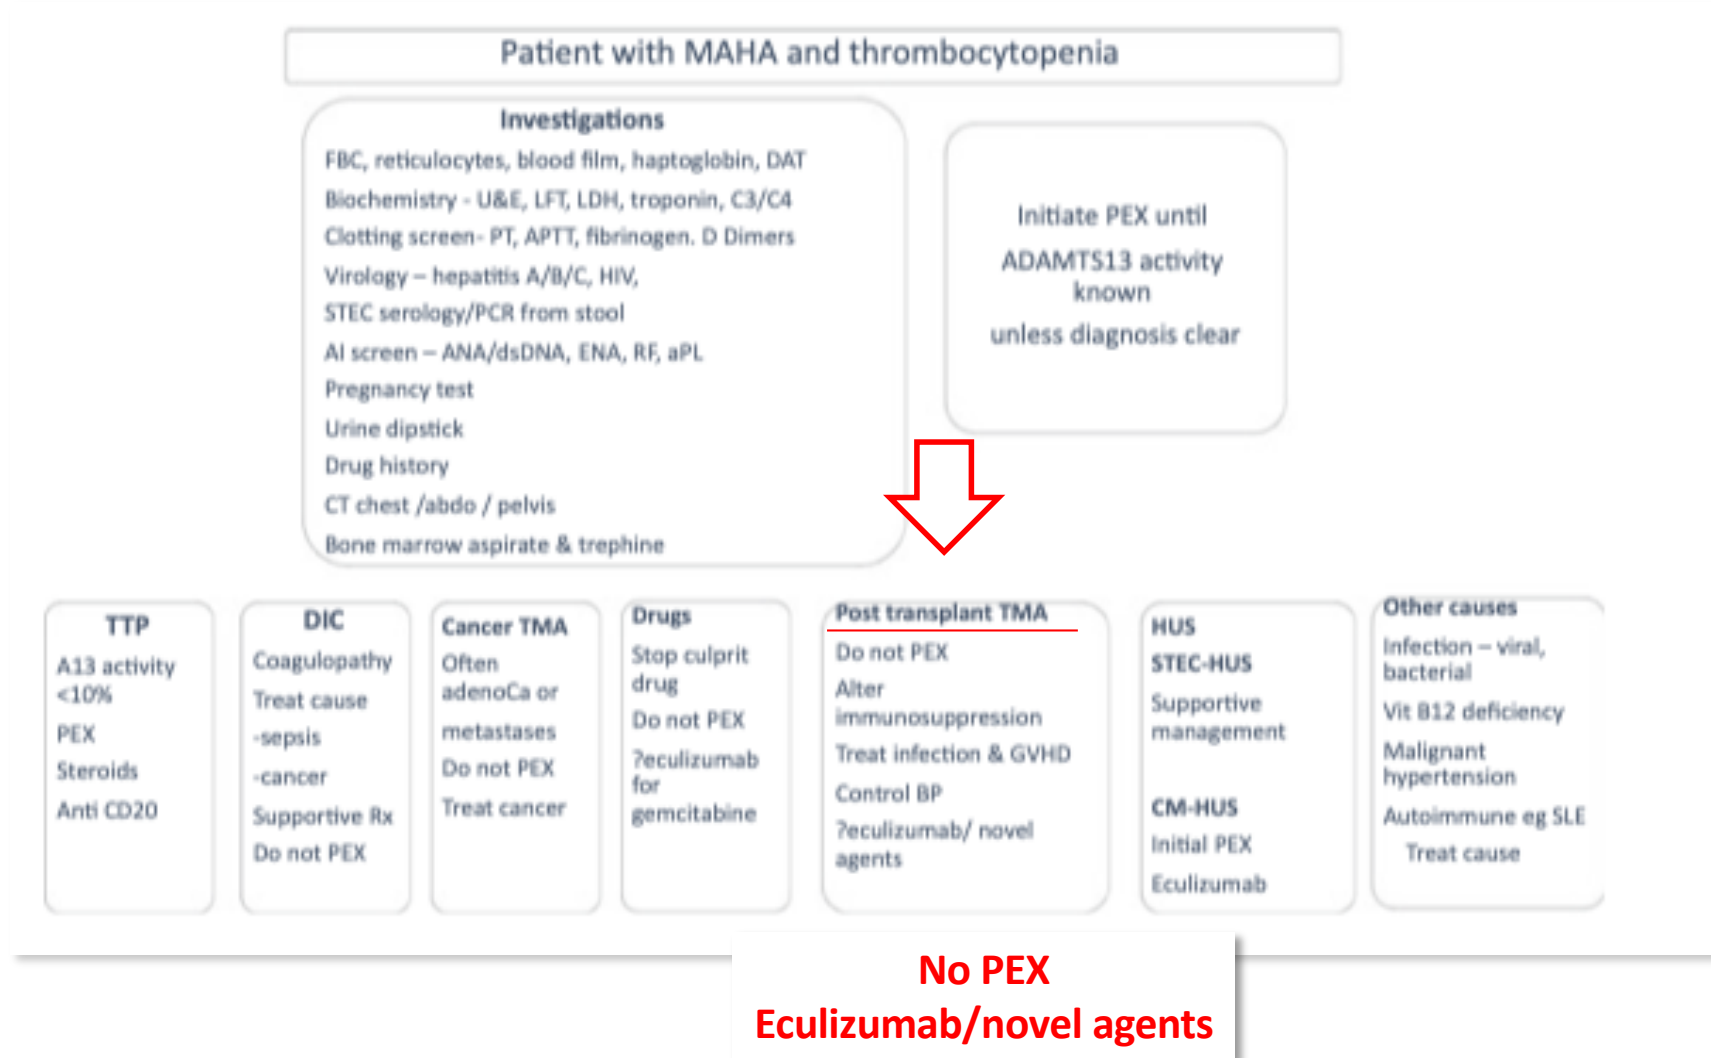 Patient with MAHA and thrombocytopenia
Investigations
FBC, reticulocytes, blood film, haptoglobin, DAT
Biochemistry - U&E, LFT, LDH, troponin, C3/C4
Clotting screen- PT, APTT, fibrinogen. D Dimers
Virology – hepatitis A/B/C, HIV,
STEC serology/PCR from stool
AI screen – ANA/dsDNA, ENA, RF, aPL
Pregnancy test
Urine dipstick
Drug history
CT chest /abdo / pelvis
Bone marrow aspirate & trephine
Initiate PEX until
ADAMTS13 activity
known
unless diagnosis clear
TTP
A13 activity
<10%
PEX
Steroids
Anti CD20
DIC
Coagulopathy
Treat cause
-sepsis
-cancer
Supportive Rx
Do not PEX
Cancer TMA
Often
adenoCa or
metastases
Do not PEX
Treat cancer
Drugs
Stop culprit
drug
Do not PEX
?eculizumab
for
gemcitabine
Post transplant TMA
Do not PEX
Alter
immunosuppression
Treat infection & GVHD
Control BP
?eculizumab/ novel
agents
HUS
STEC-HUS
Supportive
management
CM-HUS
Initial PEX
Eculizumab
Other causes
Infection – viral,
bacterial
Vit B12 deficiency
Malignant
hypertension
Autoimmune eg SLE
Treat cause
No PEX
Eculizumab/novel agents